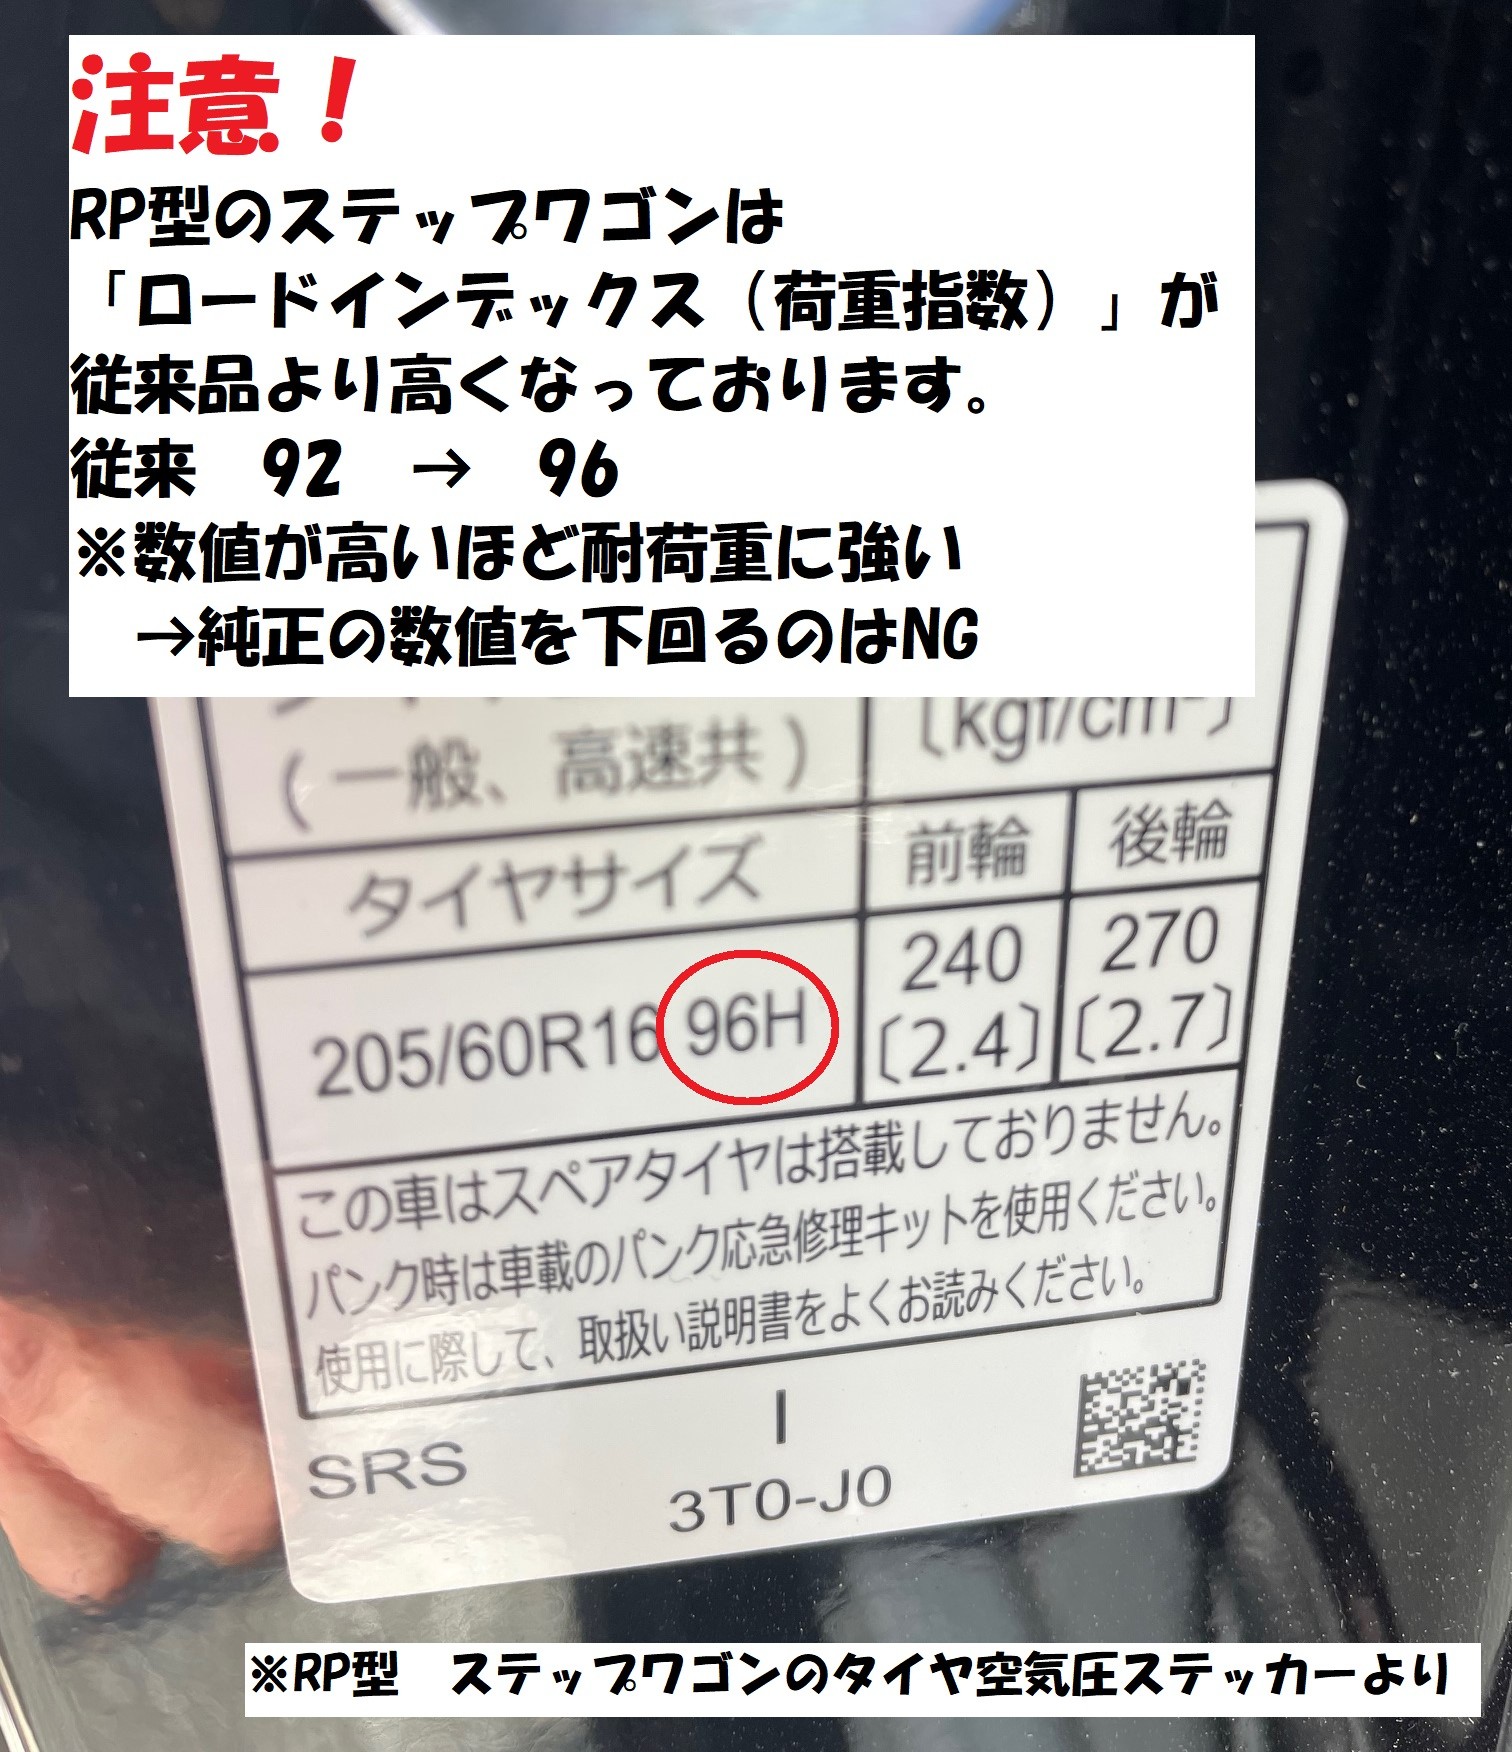 注意！
RP型のステップワゴンは
「ロードインデックス（荷重指数）」が
従来品より高くなっております。
従来　92　→　96
※数値が高いほど耐荷重に強い
→純正の数値を下回るのはNG
〔kgf/cm²〕
(一般、高速共)
タイヤサイズ 前輪 後輪
205/60R16 96H 240 270
〔2.4〕 〔2.7〕
この車はスペアタイヤは搭載しておりません。
パンク時は車載のパンク応急修理キットを使用ください。
使用に際して、取扱い説明書をよくお読みください。
I
SRS 3T0-J0
※RP型　ステップワゴンのタイヤ空気圧ステッカーより